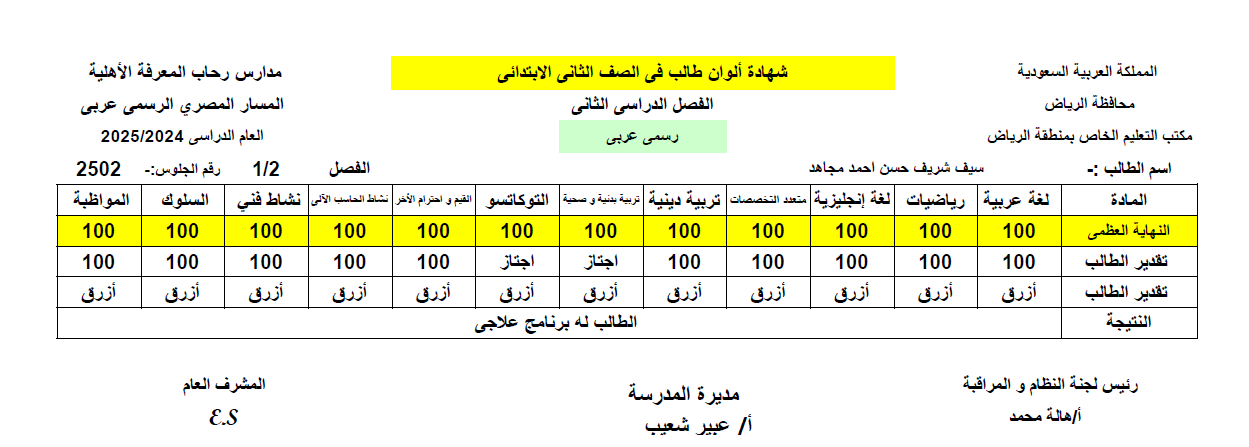 المملكة العربية السعودية شهادة ألوان طالب فى الصف الثانى الابتدائى مدارس رحاب المعرفة الأهلية
محافظة الرياض الفصل الدراسى الثانى المسار المصري الرسمى عربى
مكتب التعليم الخاص بمنطقة الرياض رسمى عربى العام الدراسى 2025/2024
اسم الطالب :- سيف شريف حسن احمد مجاهد الفصل 1/2 رقم الجلوس:- 2502
المادة لغة عربية رياضيات لغة إنجليزية متعدد التخصصات تربية دينية تربية بدنية و صحية التوكاتسو القيم و احترام الأخر نشاط الحاسب الآلى نشاط فني السلوك المواظبة
النهاية العظمى 100 100 100 100 100 100 100 100 100 100 100 100
تقدير الطالب 100 100 100 100 100 اجتاز اجتاز 100 100 100 100 100
تقدير الطالب أزرق أزرق أزرق أزرق أزرق أزرق أزرق أزرق أزرق أزرق أزرق أزرق
النتيجة الطالب له برنامج علاجى
رئيس لجنة النظام و المراقبة مديرة المدرسة المشرف العام
أ/هالة محمد أ/ عبير شعيب E.S